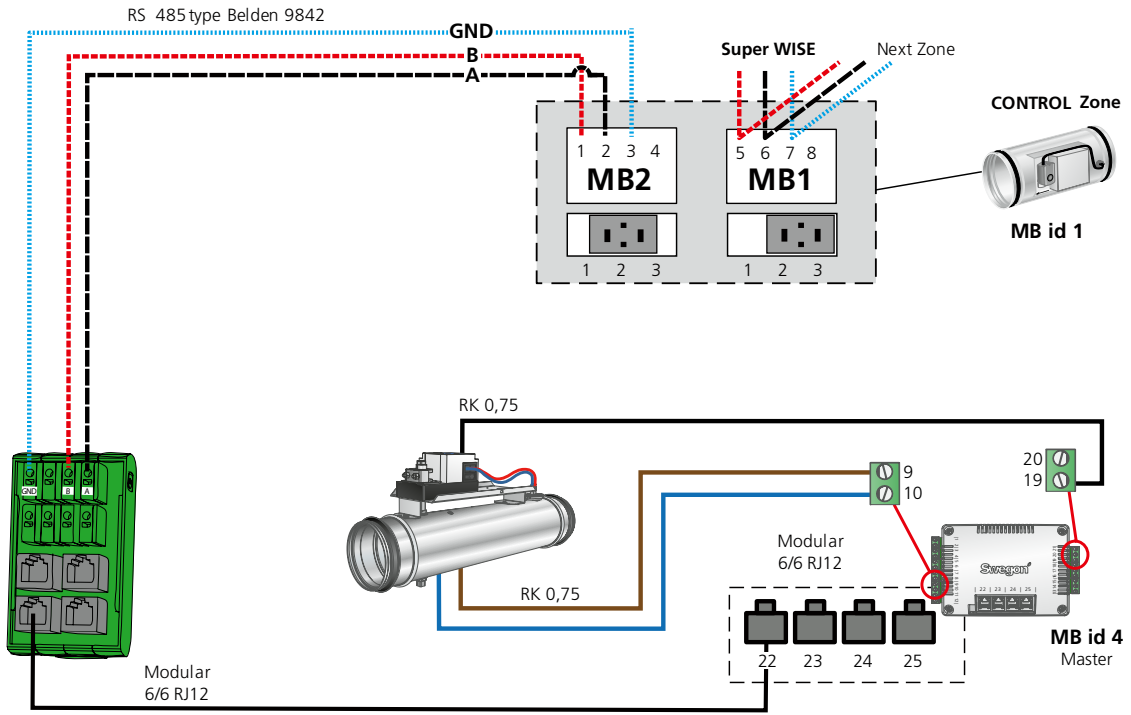 RS 485 type Belden 9842
GND
B
A
Super WISE
Next Zone
CONTROL Zone
1 2 3 4
MB2
5 6 7 8
MB1
1 2 3
1 2 3
MB id 1
RK 0,75
20
19
9
10
GND
B
A
Modular
6/6 RJ12
Swegon
| 22 | 23 | 24 | 25 |
RK 0,75
22 23 24 25
MB id 4
Master
Modular
6/6 RJ12